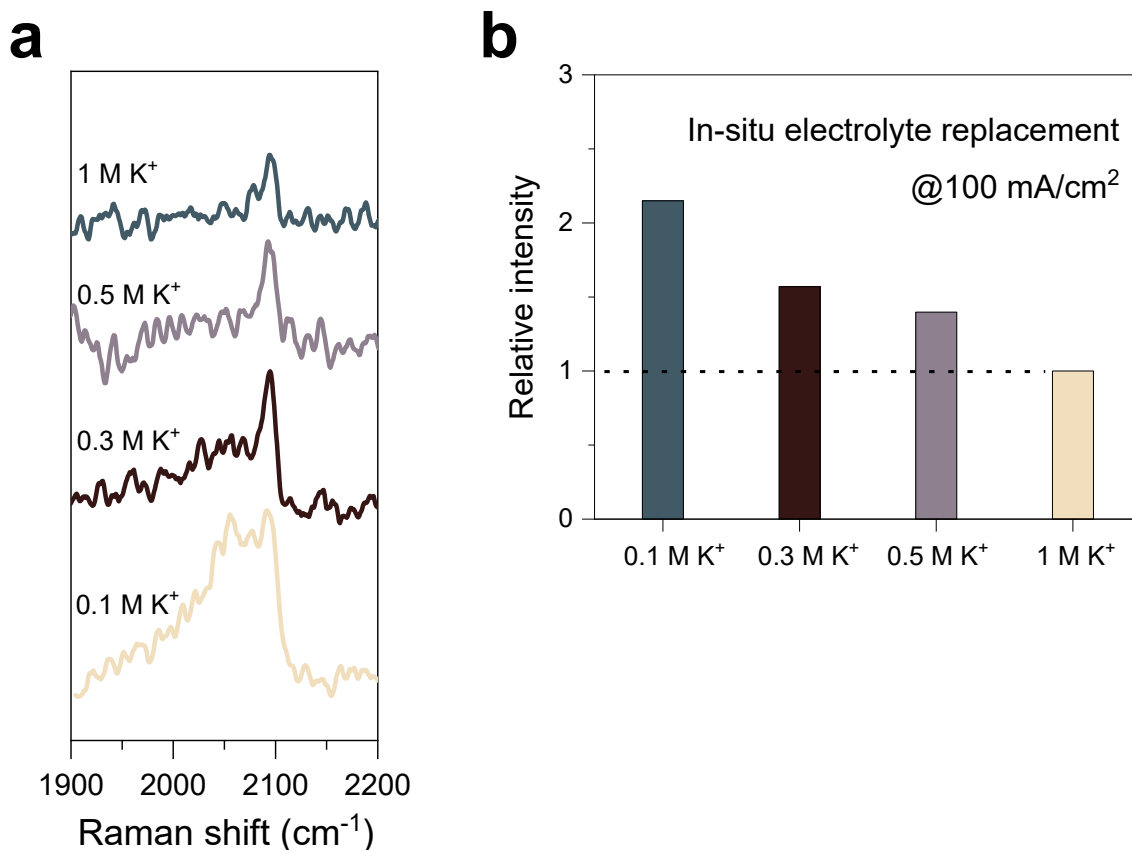 a
1 M K⁺
0.5 M K⁺
0.3 M K⁺
0.1 M K⁺
1900 2000 2100 2200
Raman shift (cm⁻¹)
b
3
2
1
0
Relative intensity
In-situ electrolyte replacement
@100 mA/cm²
0.1 M K⁺ 0.3 M K⁺ 0.5 M K⁺ 1 M K⁺